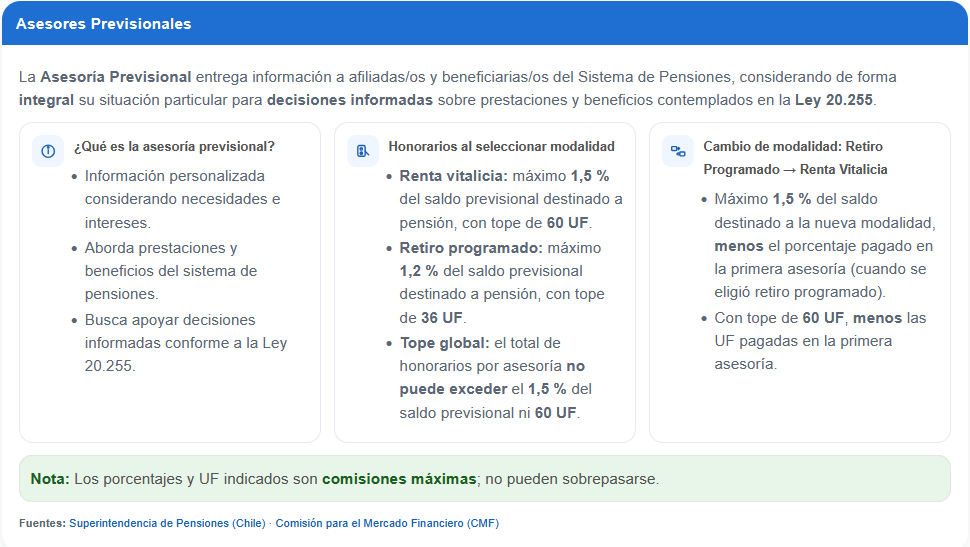 Asesores Previsionales
La Asesoría Previsional entrega información a afiliadas/os y beneficiarias/os del Sistema de Pensiones, considerando de forma
integral su situación particular para decisiones informadas sobre prestaciones y beneficios contemplados en la Ley 20.255.
¿Qué es la asesoría previsional?
• Información personalizada
considerando necesidades e
intereses.
• Aborda prestaciones y
beneficios del sistema de
pensiones.
• Busca apoyar decisiones
informadas conforme a la Ley
20.255.
Honorarios al seleccionar modalidad
• Renta vitalicia: máximo 1,5 %
del saldo previsional destinado a
pensión, con tope de 60 UF.
• Retiro programado: máximo
1,2 % del saldo previsional
destinado a pensión, con tope
de 36 UF.
• Tope global: el total de
honorarios por asesoría no
puede exceder el 1,5 % del
saldo previsional ni 60 UF.
Cambio de modalidad: Retiro
Programado → Renta Vitalicia
• Máximo 1,5 % del saldo
destinado a la nueva modalidad,
menos el porcentaje pagado en
la primera asesoría (cuando se
eligió retiro programado).
• Con tope de 60 UF, menos las
UF pagadas en la primera
asesoría.
Nota: Los porcentajes y UF indicados son comisiones máximas; no pueden sobrepasarse.
Fuentes: Superintendencia de Pensiones (Chile) · Comisión para el Mercado Financiero (CMF)